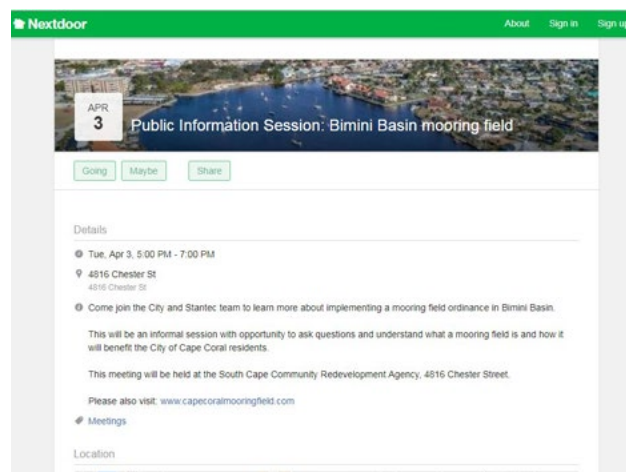 Nextdoor
About Sign in Sign up
APR
3
Public Information Session: Bimini Basin mooring field
Going Maybe Share
Details
Tue, Apr 3, 5:00 PM - 7:00 PM
4816 Chester St
4816 Chester St
Come join the City and Stantec team to learn more about implementing a mooring field ordinance in Bimini Basin.
This will be an informal session with opportunity to ask questions and understand what a mooring field is and how it
will benefit the City of Cape Coral residents.
This meeting will be held at the South Cape Community Redevelopment Agency, 4816 Chester Street.
Please also visit: www.capecoralmooringfield.com
Meetings
Location